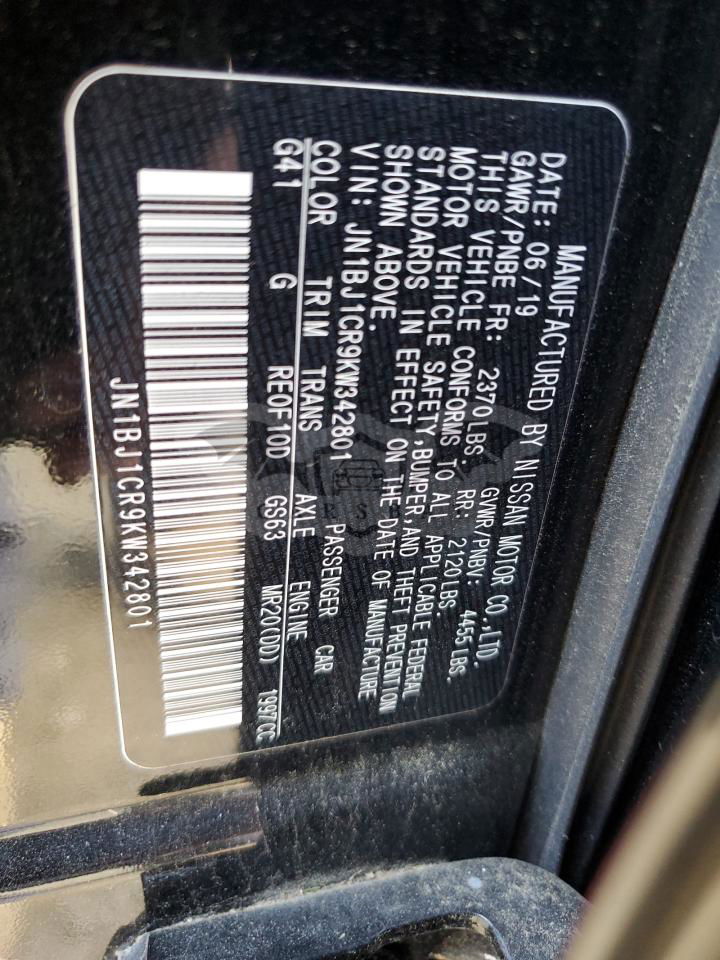 MANUFACTURED BY NISSAN MOTOR CO.,LTD.
DATE: 06/19 GVWR/PNBV: 4455 LBS.
GAWR/PNBE FR: 2370 LBS. RR: 2120 LBS.
THIS VEHICLE CONFORMS TO ALL APPLICABLE FEDERAL
MOTOR VEHICLE SAFETY,BUMPER,AND THEFT PREVENTION
STANDARDS IN EFFECT ON THE DATE OF MANUFACTURE
SHOWN ABOVE.
VIN: JN1BJ1CR9KW342801 PASSENGER CAR
COLOR TRIM TRANS AXLE ENGINE
G41 G RE0F10D GS63 MR20(DD) 1997CC
JN1BJ1CR9KW342801